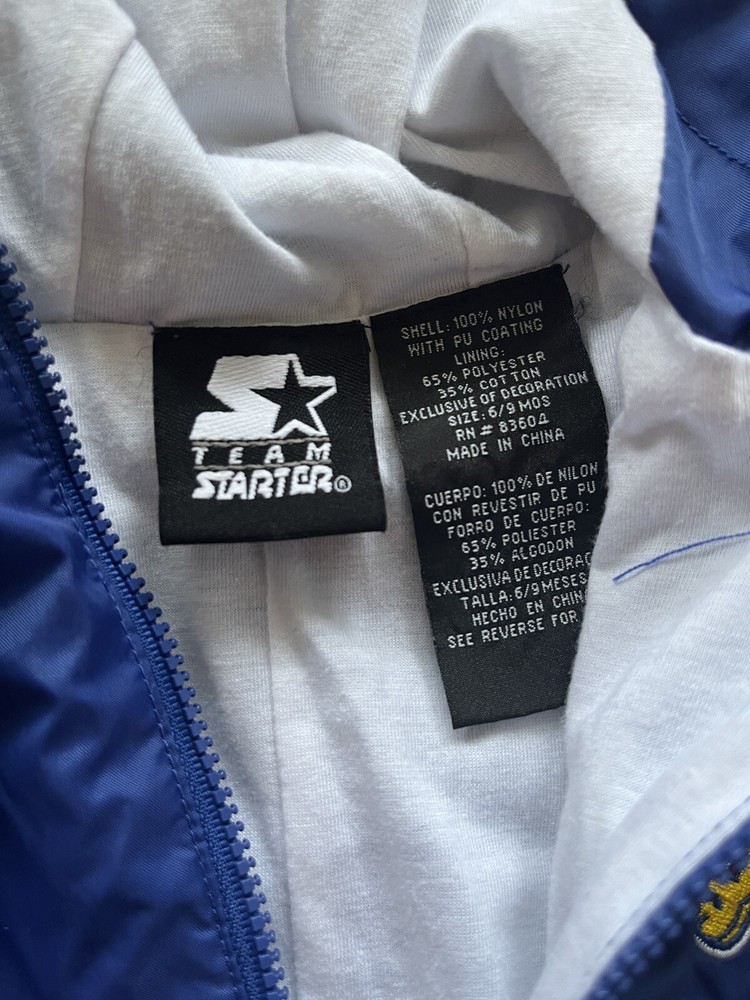 TEAM
STARTER®
SHELL: 100% NYLON
WITH PU COATING
LINING:
65% POLYESTER
35% COTTON
EXCLUSIVE OF DECORATION
SIZE: 6/9 MOS
RN # 83604
MADE IN CHINA
CUERPO: 100% DE NILON
CON REVESTIR DE PU
FORRO DE CUERPO:
65% POLIESTER
35% ALGODON
EXCLUSIVA DE DECORAC
TALLA: 6/9 MESES
HECHO EN CHIN
SEE REVERSE FOR